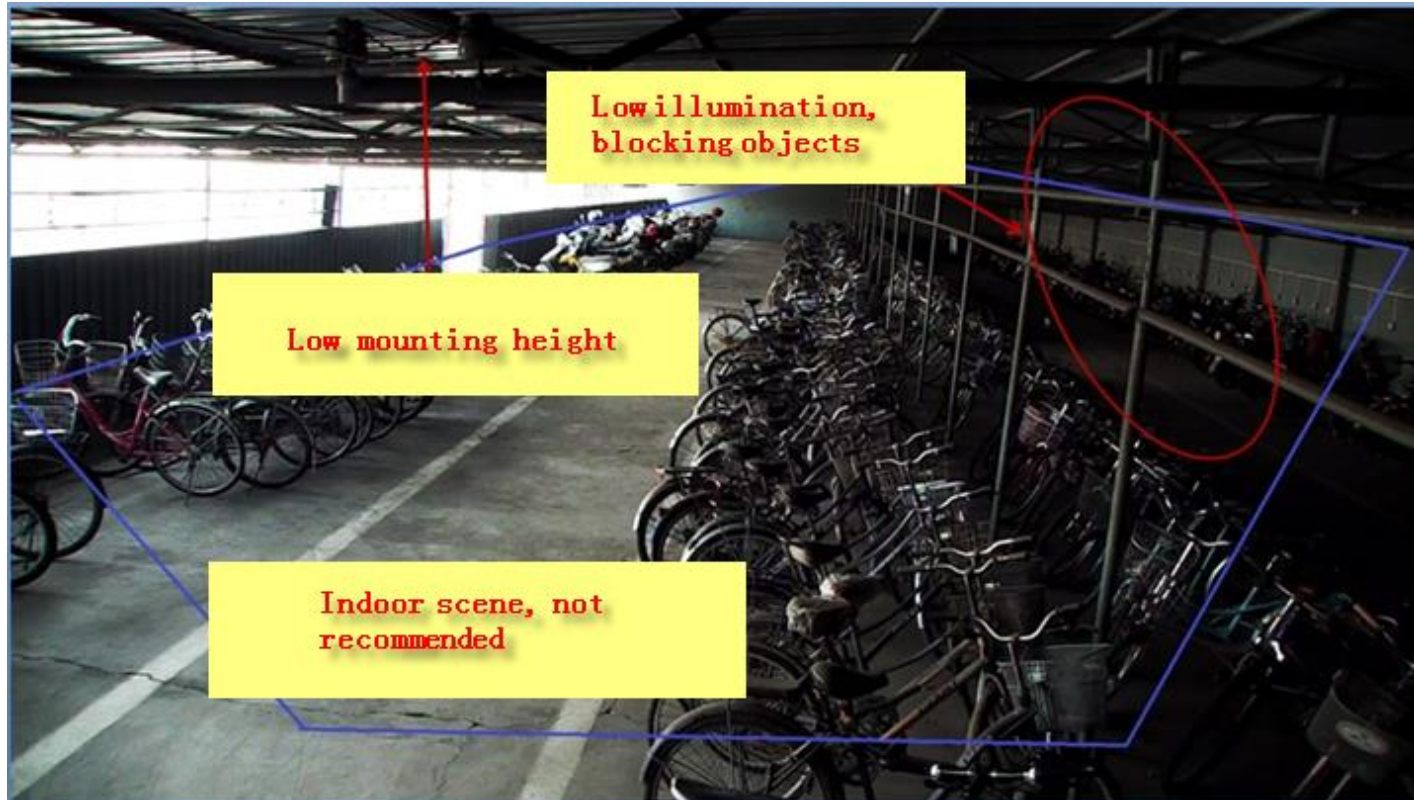 Low illumination,
blocking objects
Low mounting height
Indoor scene, not
recommended